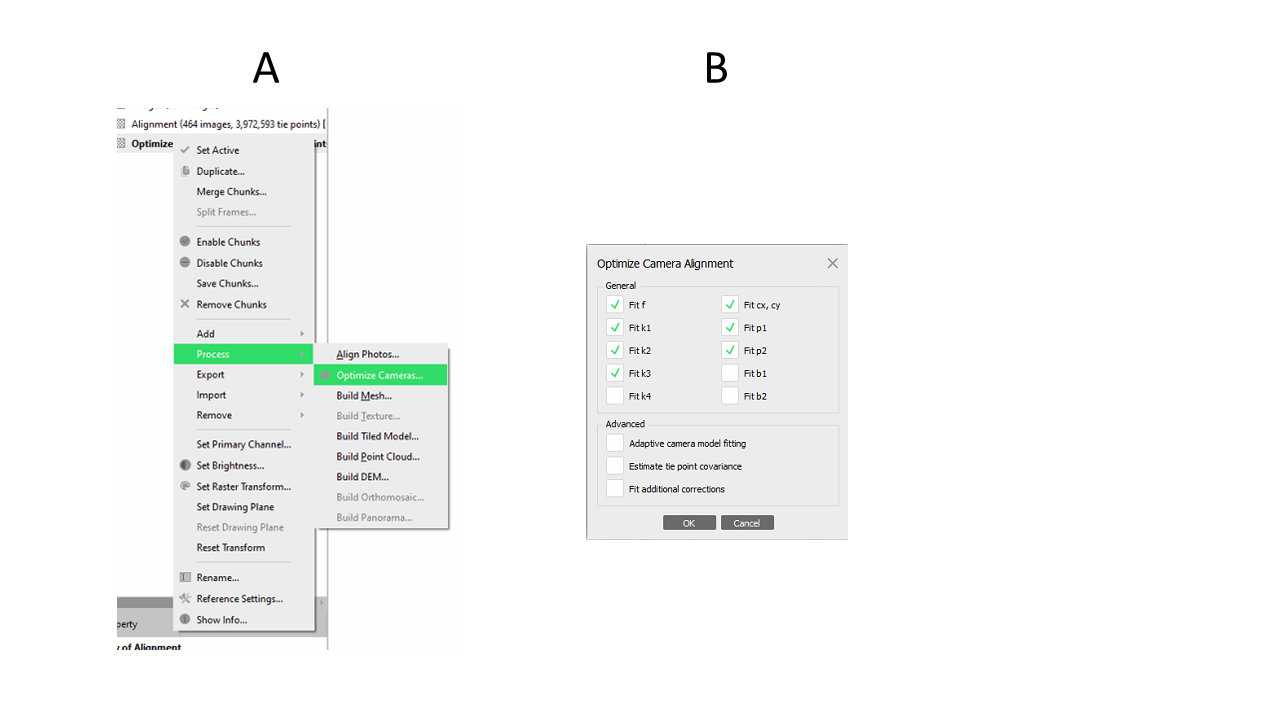 A
B
Alignment (464 images, 3,972,593 tie points) [
Optimize
Set Active
Duplicate...
Merge Chunks...
Split Frames...
Enable Chunks
Disable Chunks
Save Chunks...
Remove Chunks
Add
Process
Export
Import
Remove
Set Primary Channel...
Set Brightness...
Set Raster Transform...
Set Drawing Plane
Reset Drawing Plane
Reset Transform
Rename...
Reference Settings...
Show Info...
perty
of Alignment
Align Photos...
Optimize Cameras...
Build Mesh...
Build Texture...
Build Tiled Model...
Build Point Cloud...
Build DEM...
Build Orthomosaic...
Build Panorama...
Optimize Camera Alignment
General
Fit f
Fit cx, cy
Fit k1
Fit p1
Fit k2
Fit p2
Fit k3
Fit b1
Fit k4
Fit b2
Advanced
Adaptive camera model fitting
Estimate tie point covariance
Fit additional corrections
OK
Cancel